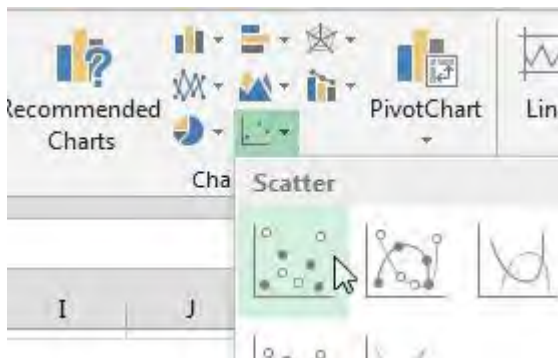 Recommended
Charts
PivotChart
Lin
Cha
Scatter
I
J